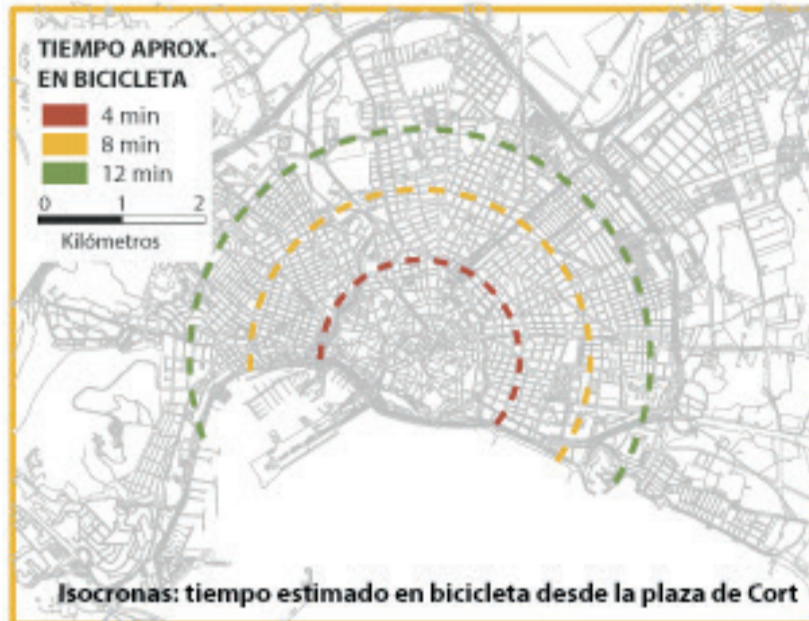 TIEMPO APROX.
EN BICICLETA
4 min
8 min
12 min
0 1 2
Kilómetros
Isocronas: tiempo estimado en bicicleta desde la plaza de Cort